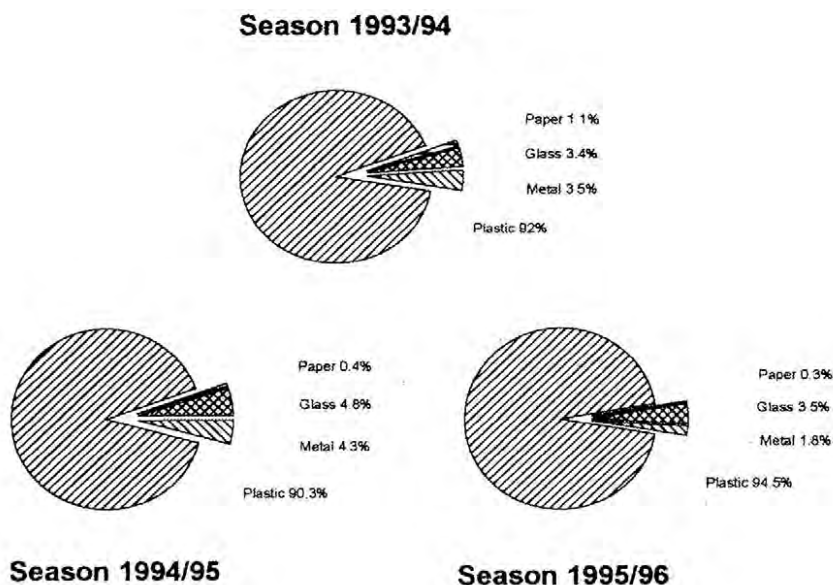 Season 1993/94
Paper 1.1%
Glass 3.4%
Metal 3.5%
Plastic 92%
Paper 0.4%
Glass 4.8%
Metal 4.3%
Plastic 90.3%
Season 1994/95
Paper 0.3%
Glass 3.5%
Metal 1.8%
Plastic 94.5%
Season 1995/96